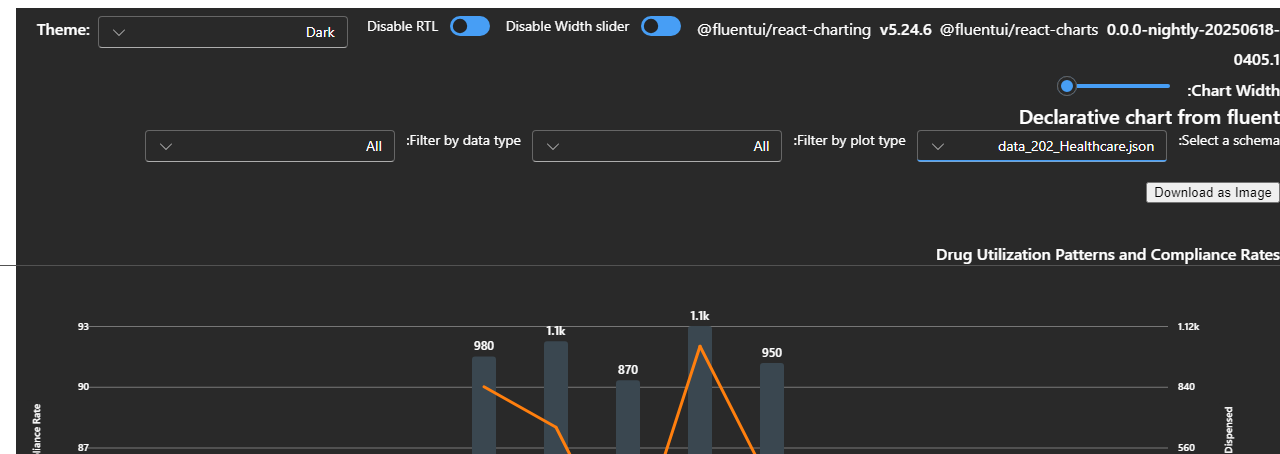 Theme: Dark Disable RTL Disable Width slider @fluentui/react-charting v5.24.6 @fluentui/react-charts 0.0.0-nightly-20250618-
0405.1
:Chart Width
Declarative chart from fluent
:Select a schema data_202_Healthcare.json :Filter by plot type All :Filter by data type All
Download as Image
Drug Utilization Patterns and Compliance Rates
1.1k
93 1.12k
1.1k
980
950
870
90 840
87 560
Rate
Dispensed